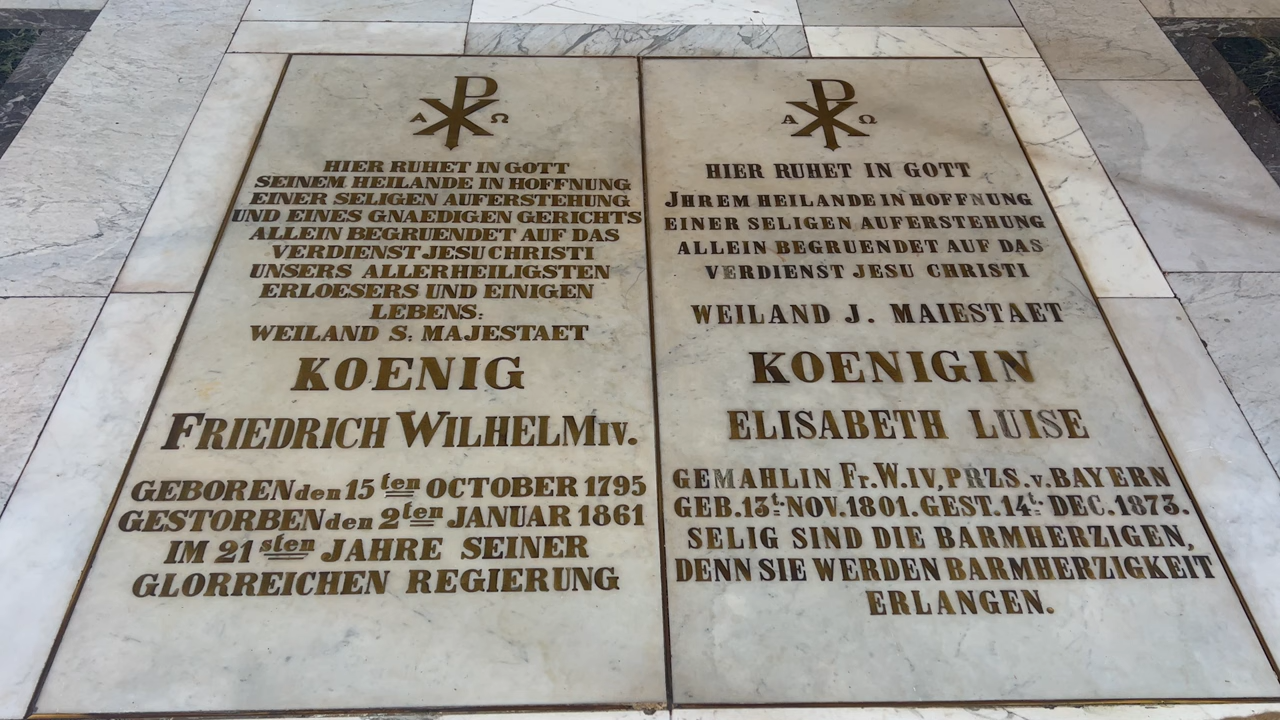 Α Ω
HIER RUHET IN GOTT
SEINEM HEILANDE IN HOFFNUNG
EINER SELIGEN AUFERSTEHUNG
UND EINES GNAEDIGEN GERICHTS
ALLEIN BEGRUENDET AUF DAS
VERDIENST JESU CHRISTI
UNSERS ALLERHEILIGSTEN
ERLOESERS UND EINIGEN
LEBENS:
WEILAND S: MAJESTAET
KOENIG
FRIEDRICH WILHELM IV.
GEBOREN den 15ten OCTOBER 1795
GESTORBEN den 2ten JANUAR 1861
IM 21sten JAHRE SEINER
GLORREICHEN REGIERUNG
Α Ω
HIER RUHET IN GOTT
JHREM HEILANDE IN HOFFNUNG
EINER SELIGEN AUFERSTEHUNG
ALLEIN BEGRUENDET AUF DAS
VERDIENST JESU CHRISTI
WEILAND J. MAIESTAET
KOENIGIN
ELISABETH LUISE
GEMAHLIN Fr. W. IV, PRZS. v. BAYERN
GEB. 13t. NOV. 1801. GEST. 14t. DEC. 1873.
SELIG SIND DIE BARMHERZIGEN,
DENN SIE WERDEN BARMHERZIGKEIT
ERLANGEN.